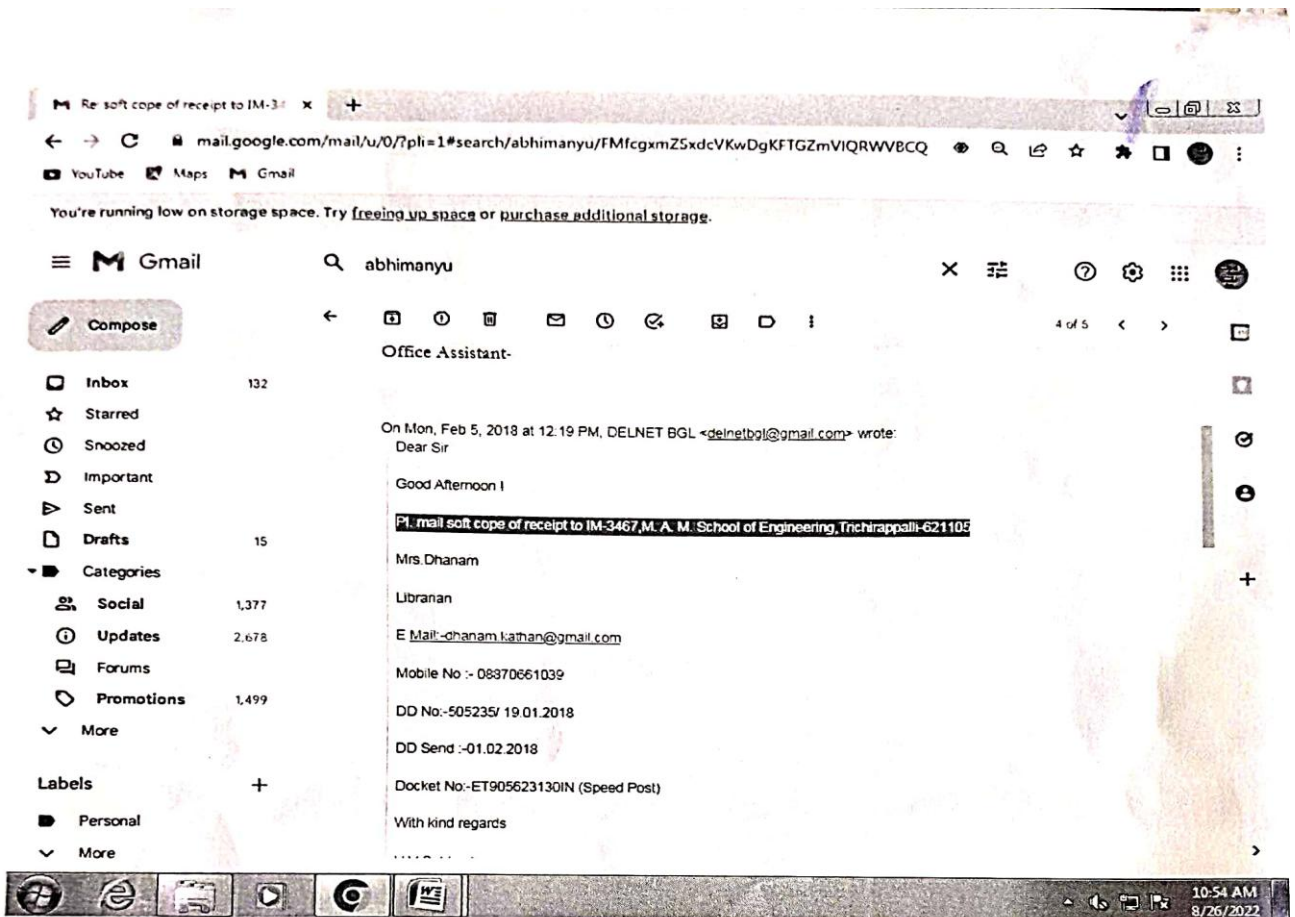 Re: soft cope of receipt to IM-34
mail.google.com/mail/u/0/?pli=1#search/abhimanyu/FMfcgxmZSxdcVKwDgKFTGZmVlQRWVBCQ
YouTube Maps Gmail
You're running low on storage space. Try freeing up space or purchase additional storage.
Gmail
abhimanyu
Compose
4 of 5
Office Assistant-
Inbox 132
Starred
Snoozed
Important
Sent
Drafts 15
Categories
Social 1,377
Updates 2,678
Forums
Promotions 1,499
More
Labels
Personal
More
On Mon, Feb 5, 2018 at 12:19 PM, DELNET BGL <delnetbgl@gmail.com> wrote:
Dear Sir
Good Afternoon !
Pl. mail soft cope of receipt to IM-3467,M. A. M. School of Engineering,Trichirappalli-621105
Mrs.Dhanam
Librarian
E Mail:-dhanam.kathan@gmail.com
Mobile No :- 08870661039
DD No:-505235/ 19.01.2018
DD Send :-01.02.2018
Docket No:-ET905623130IN (Speed Post)
With kind regards
10:54 AM
8/26/2022